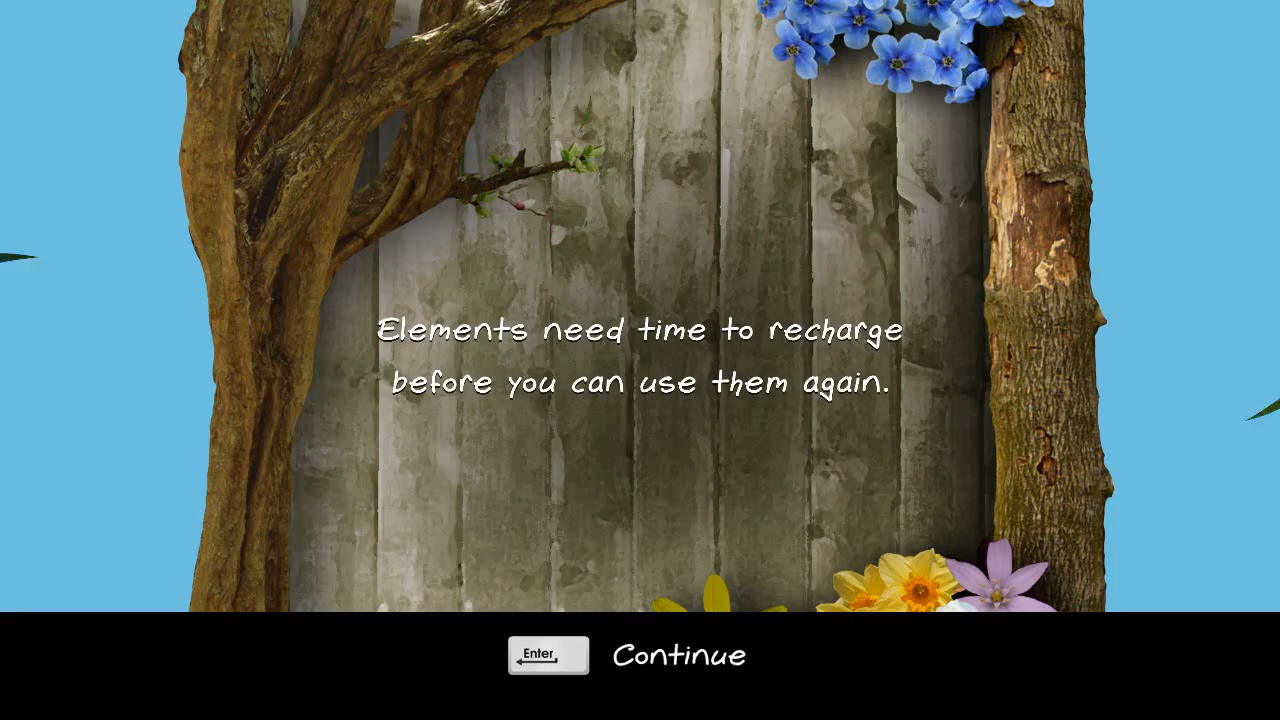 Elements need time to recharge
before you can use them again.
Enter Continue